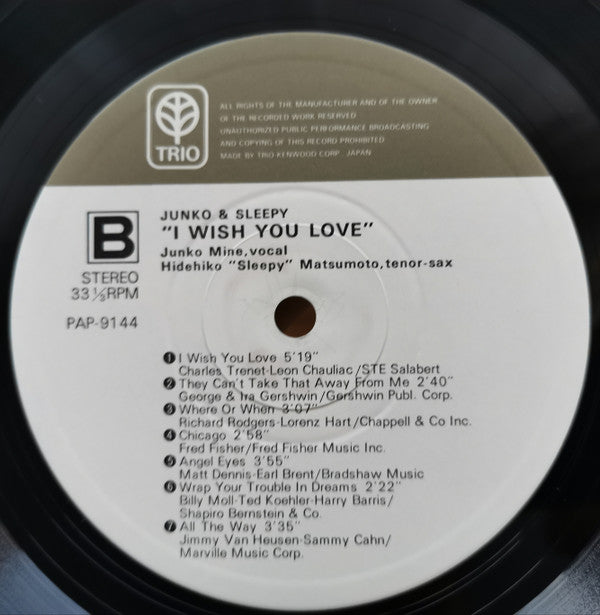 TRIO
ALL RIGHTS OF THE MANUFACTURER AND OF THE OWNER
OF THE RECORDED WORK RESERVED
UNAUTHORIZED PUBLIC PERFORMANCE BROADCASTING
AND COPYING OF THIS RECORD PROHIBITED
MADE BY TRIO-KENWOOD CORP. JAPAN
B
STEREO
33 1/3 RPM
PAP-9144
JUNKO & SLEEPY
"I WISH YOU LOVE"
Junko Mine,vocal
Hidehiko "Sleepy" Matsumoto,tenor-sax
❶ I Wish You Love 5'19"
Charles Trenet-Leon Chauliac/STE Salabert
❷ They Can't Take That Away From Me 2'40"
George & Ira Gershwin/Gershwin Publ. Corp.
❸ Where Or When 3'07"
Richard Rodgers-Lorenz Hart/Chappell & Co Inc.
❹ Chicago 2'58"
Fred Fisher/Fred Fisher Music Inc.
❺ Angel Eyes 3'55"
Matt Dennis-Earl Brent/Bradshaw Music
❻ Wrap Your Trouble In Dreams 2'22"
Billy Moll-Ted Koehler-Harry Barris/
Shapiro Bernstein & Co.
❼ All The Way 3'35"
Jimmy Van Heusen-Sammy Cahn/
Marville Music Corp.